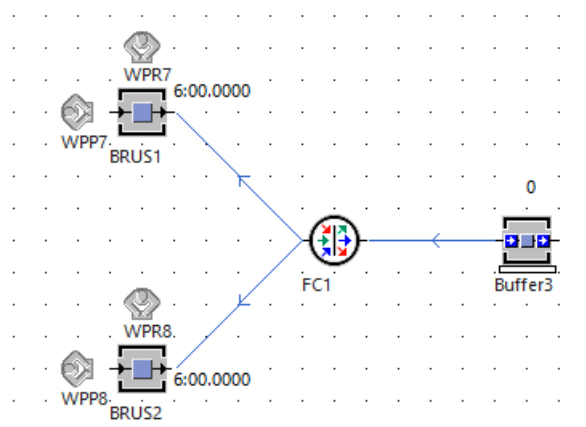 WPR7
6:00.0000
WPP7
BRUS1
0
FC1
Buffer3
WPR8
6:00.0000
WPP8
BRUS2